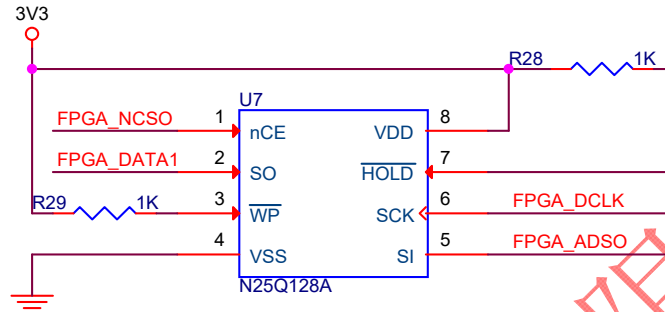 3V3
R28 1K
U7
FPGA_NCSO 1 nCE VDD 8
FPGA_DATA1 2 SO HOLD 7
R29 1K 3 WP SCK 6 FPGA_DCLK
4 VSS SI 5 FPGA_ADSO
N25Q128A